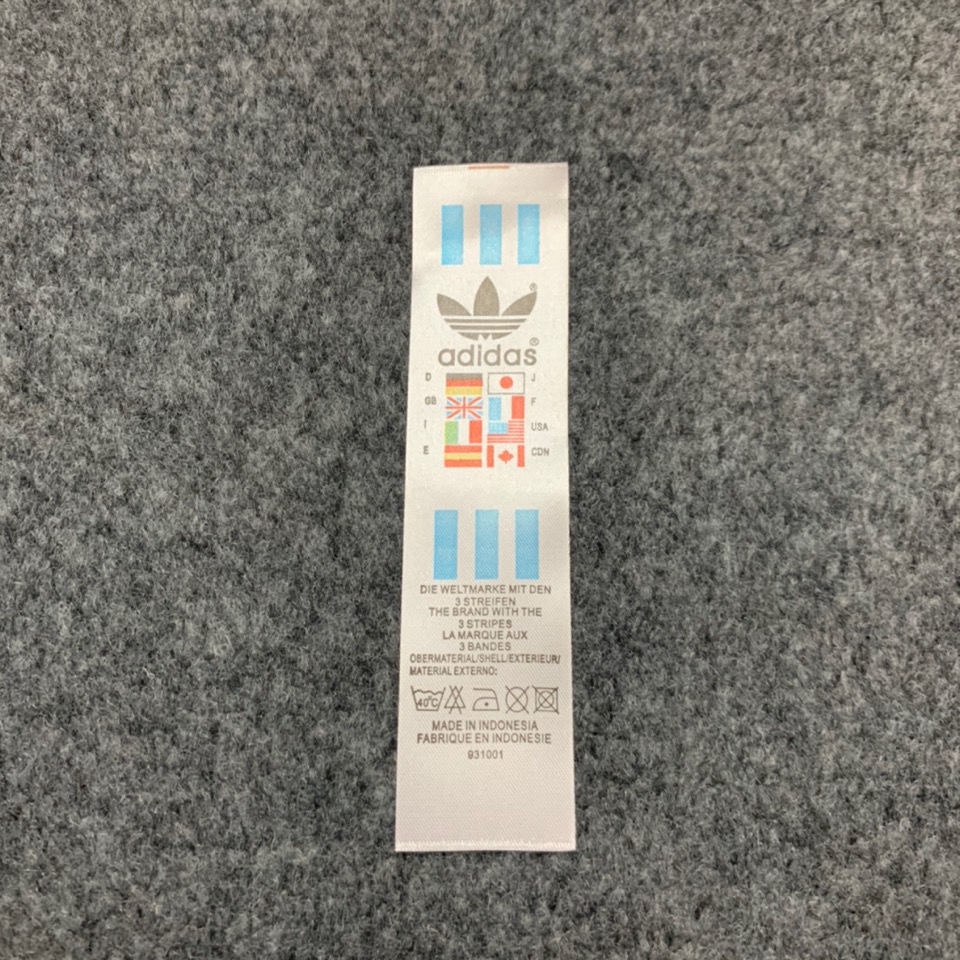 ®
adidas®
D J
GB F
I USA
E CDN
DIE WELTMARKE MIT DEN
3 STREIFEN
THE BRAND WITH THE
3 STRIPES
LA MARQUE AUX
3 BANDES
OBERMATERIAL/SHELL/EXTERIEUR/
MATERIAL EXTERNO:
40°C
MADE IN INDONESIA
FABRIQUE EN INDONESIE
931001